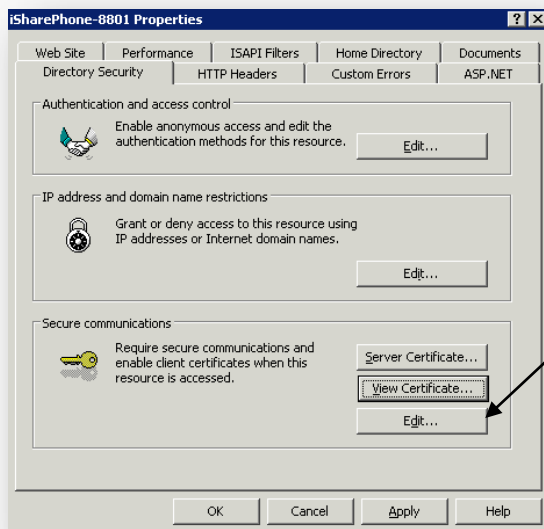 iSharePhone-8801 Properties
Web Site
Performance
ISAPI Filters
Home Directory
Documents
Directory Security
HTTP Headers
Custom Errors
ASP.NET
Authentication and access control
Enable anonymous access and edit the
authentication methods for this resource.
Edit...
IP address and domain name restrictions
Grant or deny access to this resource using
IP addresses or Internet domain names.
Edit...
Secure communications
Require secure communications and
enable client certificates when this
resource is accessed.
Server Certificate...
View Certificate...
Edit...
OK
Cancel
Apply
Help